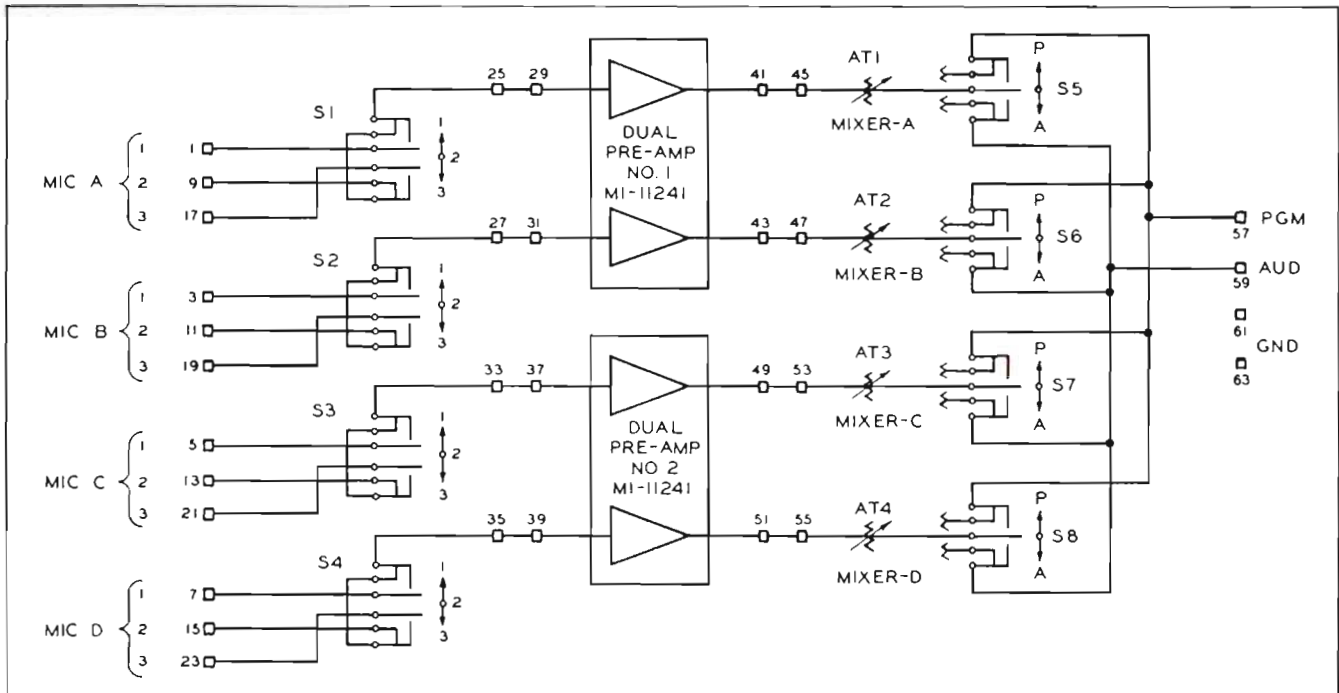 25 29 41 45 AT1 P
S5
S1 MIXER-A A
1
2
3
DUAL
PRE-AMP
NO. 1
MI-11241
MIC A
1 1
2 9
3 17
27 31 43 47 AT2 P
S6
S2 MIXER-B A
1
2
3
MIC B
1 3
2 11
3 19
PGM
57
AUD
59
61
GND
63
33 37 49 53 AT3 P
S7
S3 MIXER-C A
1
2
3
DUAL
PRE-AMP
NO 2
MI-11241
MIC C
1 5
2 13
3 21
35 39 51 55 AT4 P
S8
S4 MIXER-D A
1
2
3
MIC D
1 7
2 15
3 23